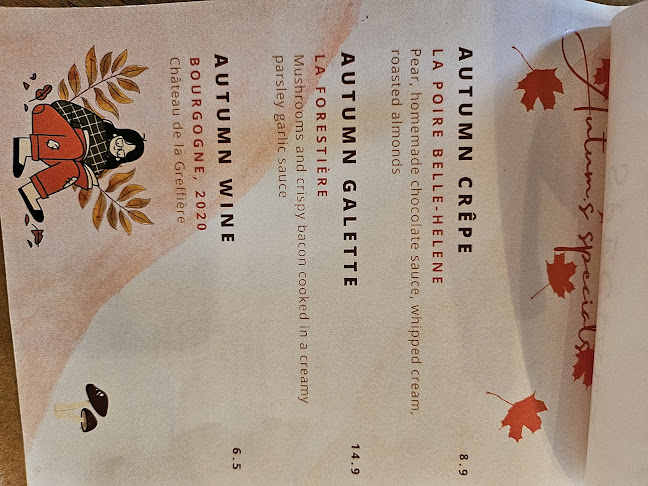 Autumn's specials
AUTUMN CRÊPE 8.9
LA POIRE BELLE-HELENE
Pear, homemade chocolate sauce, whipped cream,
roasted almonds
AUTUMN GALETTE 14.9
LA FORESTIÈRE
Mushrooms and crispy bacon cooked in a creamy
parsley garlic sauce
AUTUMN WINE 6.5
BOURGOGNE, 2020
Château de la Greffière